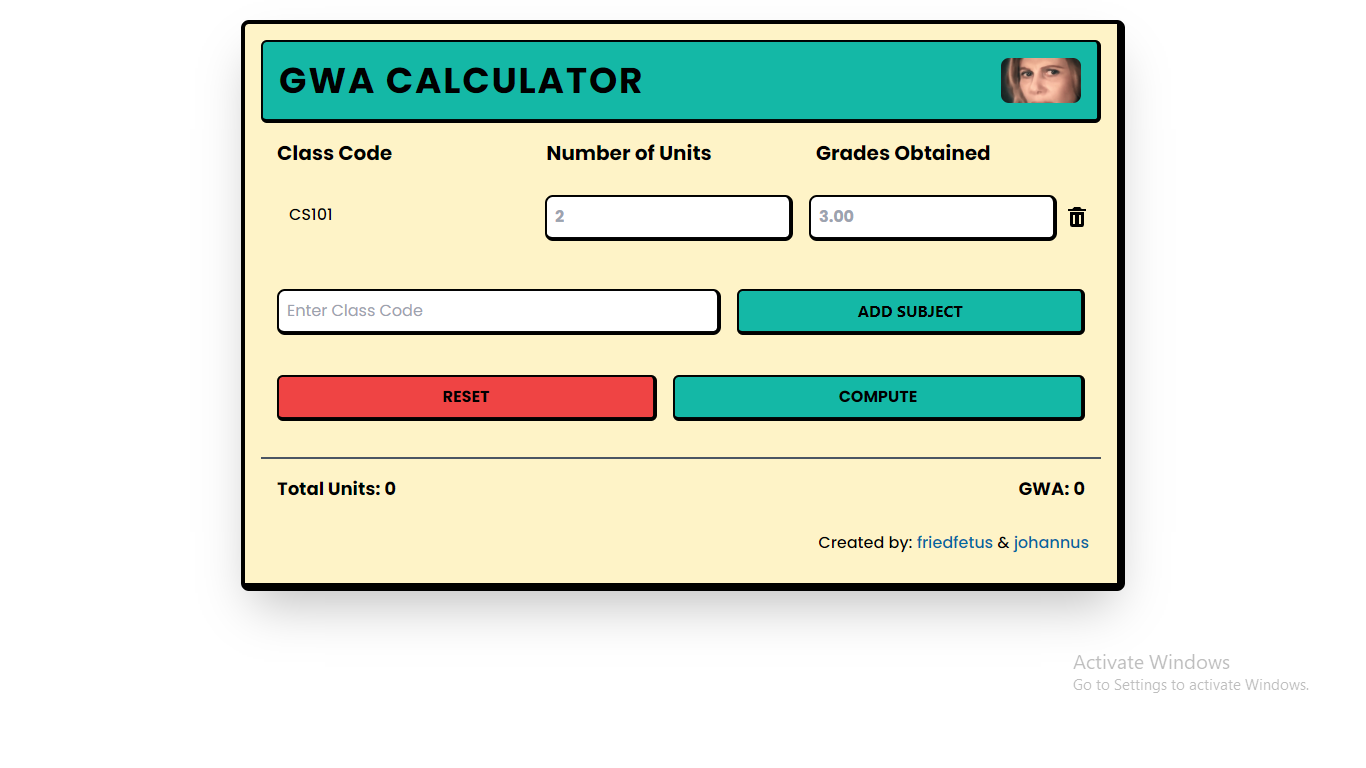 GWA CALCULATOR
Class Code Number of Units Grades Obtained
CS101 2 3.00
Enter Class Code ADD SUBJECT
RESET COMPUTE
Total Units: 0 GWA: 0
Created by: friedfetus & johannus
Activate Windows
Go to Settings to activate Windows.